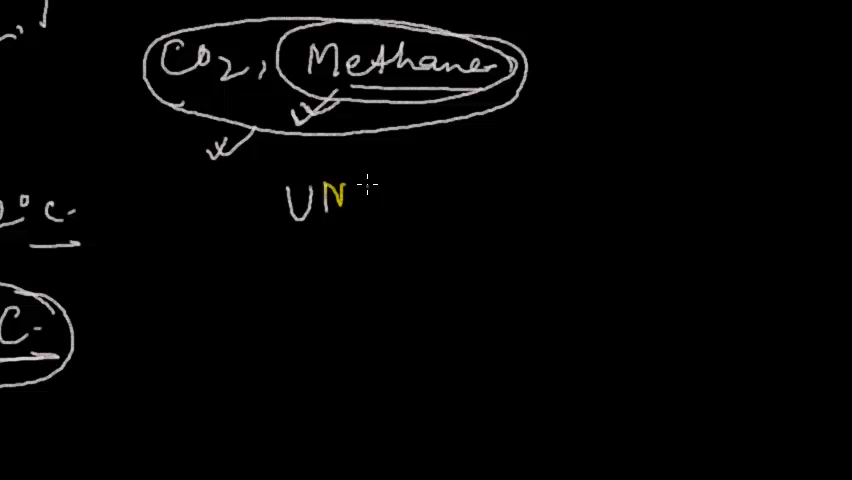 CO2, Methane
° C.
UN
C.